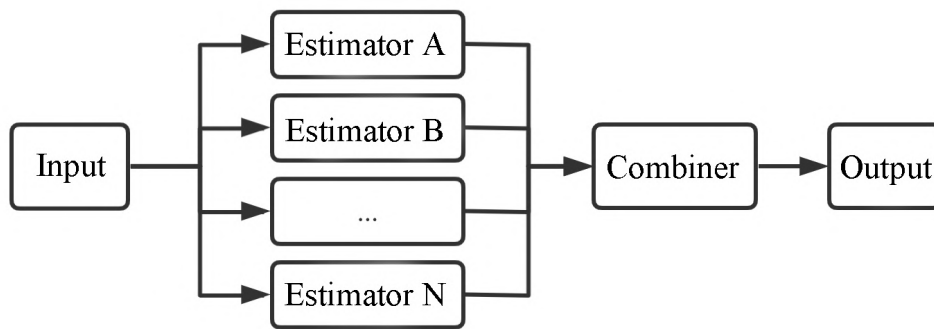 Input
Estimator A
Estimator B
...
Estimator N
Combiner
Output